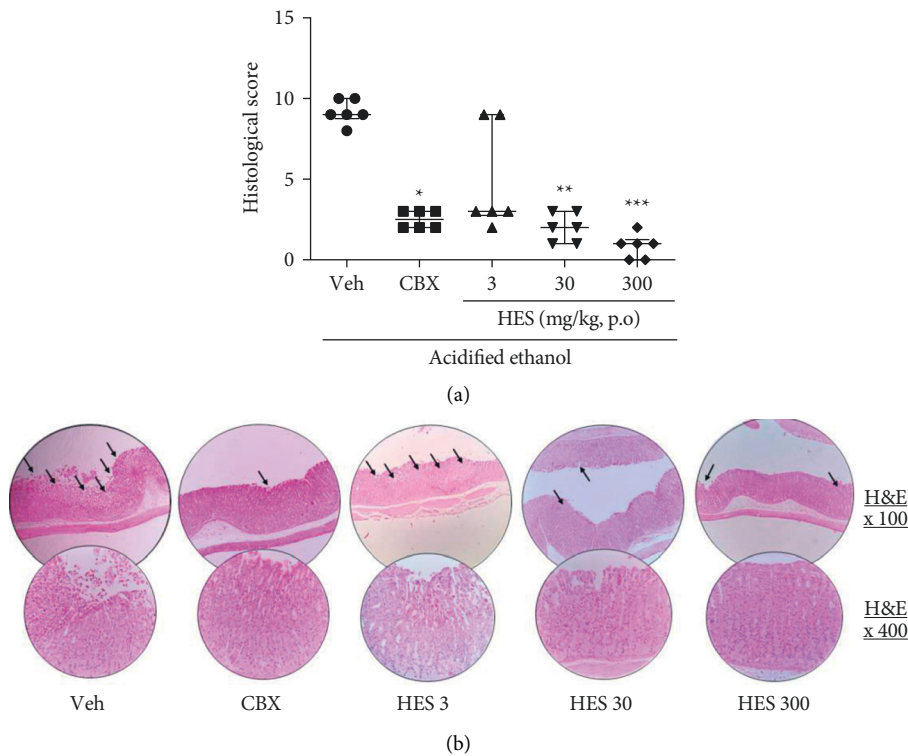 15
10
5
0
Histological score
*
**
***
Veh CBX 3 30 300
HES (mg/kg, p.o)
Acidified ethanol
(a)
H&E
x 100
H&E
x 400
Veh CBX HES 3 HES 30 HES 300
(b)